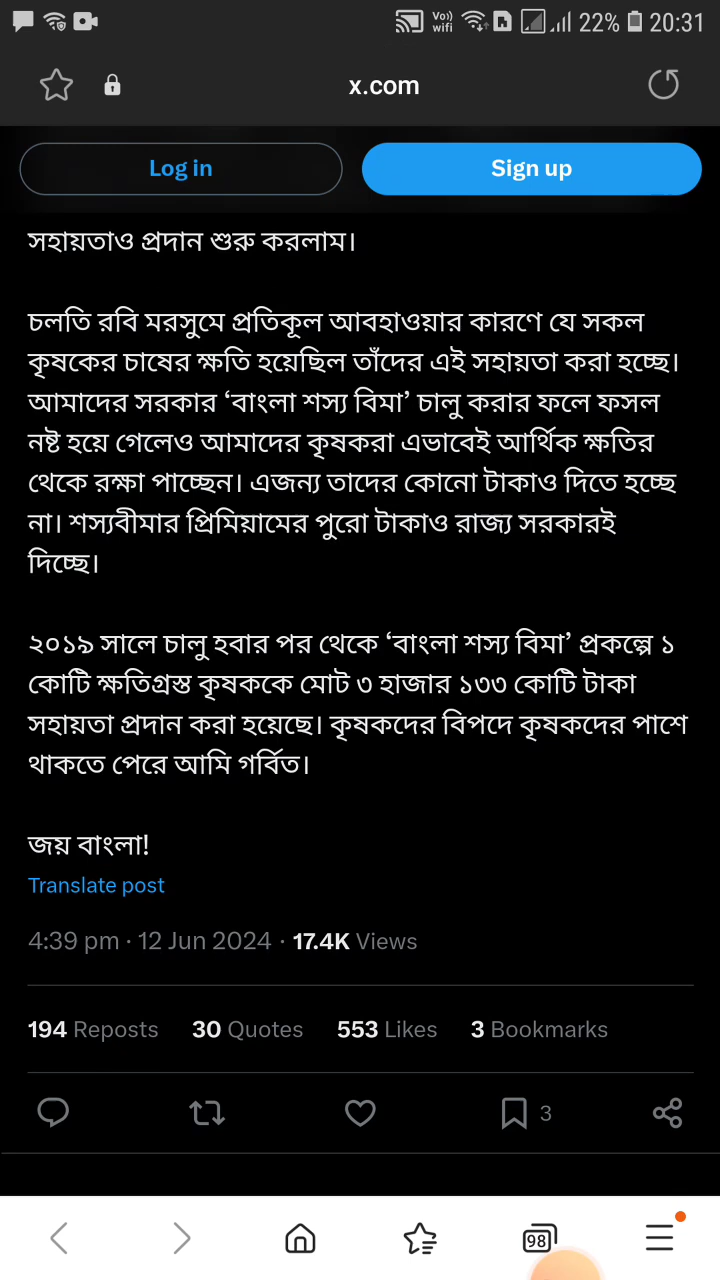 Vo))
wifi
22%
20:31
x.com
Log in
Sign up
সহায়তাও প্রদান শুরু করলাম।
চলতি রবি মরসুমে প্রতিকূল আবহাওয়ার কারণে যে সকল
কৃষকের চাষের ক্ষতি হয়েছিল তাঁদের এই সহায়তা করা হচ্ছে।
আমাদের সরকার ‘বাংলা শস্য বিমা’ চালু করার ফলে ফসল
নষ্ট হয়ে গেলেও আমাদের কৃষকরা এভাবেই আর্থিক ক্ষতির
থেকে রক্ষা পাচ্ছেন। এজন্য তাদের কোনো টাকাও দিতে হচ্ছে
না। শস্যবীমার প্রিমিয়ামের পুরো টাকাও রাজ্য সরকারই
দিচ্ছে।
২০১৯ সালে চালু হবার পর থেকে ‘বাংলা শস্য বিমা’ প্রকল্পে ১
কোটি ক্ষতিগ্রস্ত কৃষককে মোট ৩ হাজার ১৩৩ কোটি টাকা
সহায়তা প্রদান করা হয়েছে। কৃষকদের বিপদে কৃষকদের পাশে
থাকতে পেরে আমি গর্বিত।
জয় বাংলা!
Translate post
4:39 pm · 12 Jun 2024 · 17.4K Views
194 Reposts 30 Quotes 553 Likes 3 Bookmarks
3
98